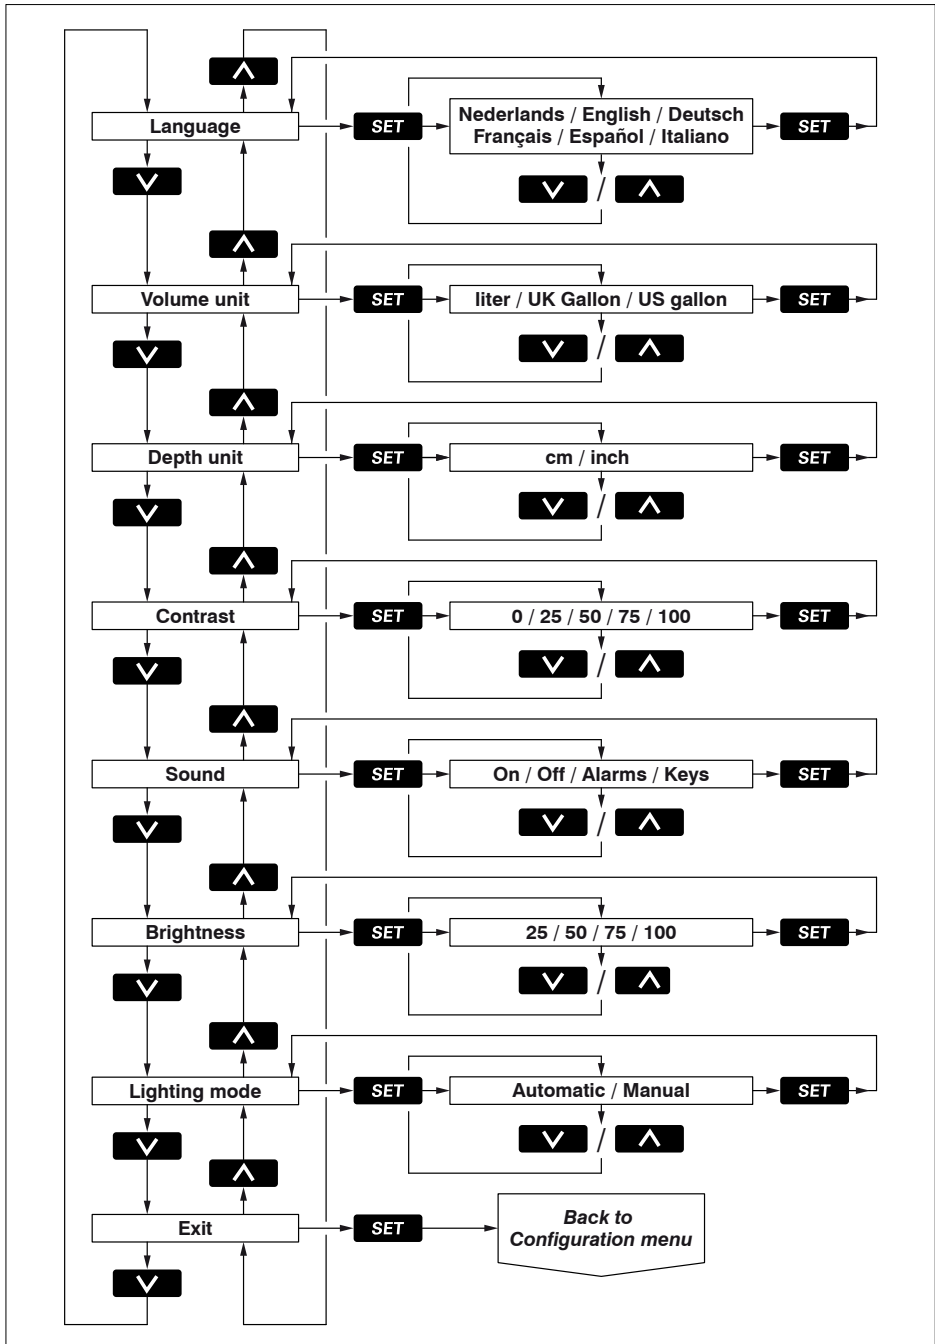 Language
SET
Nederlands / English / Deutsch
Français / Español / Italiano
SET
/
Volume unit
SET
liter / UK Gallon / US gallon
SET
/
Depth unit
SET
cm / inch
SET
/
Contrast
SET
0 / 25 / 50 / 75 / 100
SET
/
Sound
SET
On / Off / Alarms / Keys
SET
/
Brightness
SET
25 / 50 / 75 / 100
SET
/
Lighting mode
SET
Automatic / Manual
SET
/
Exit
SET
Back to
Configuration menu